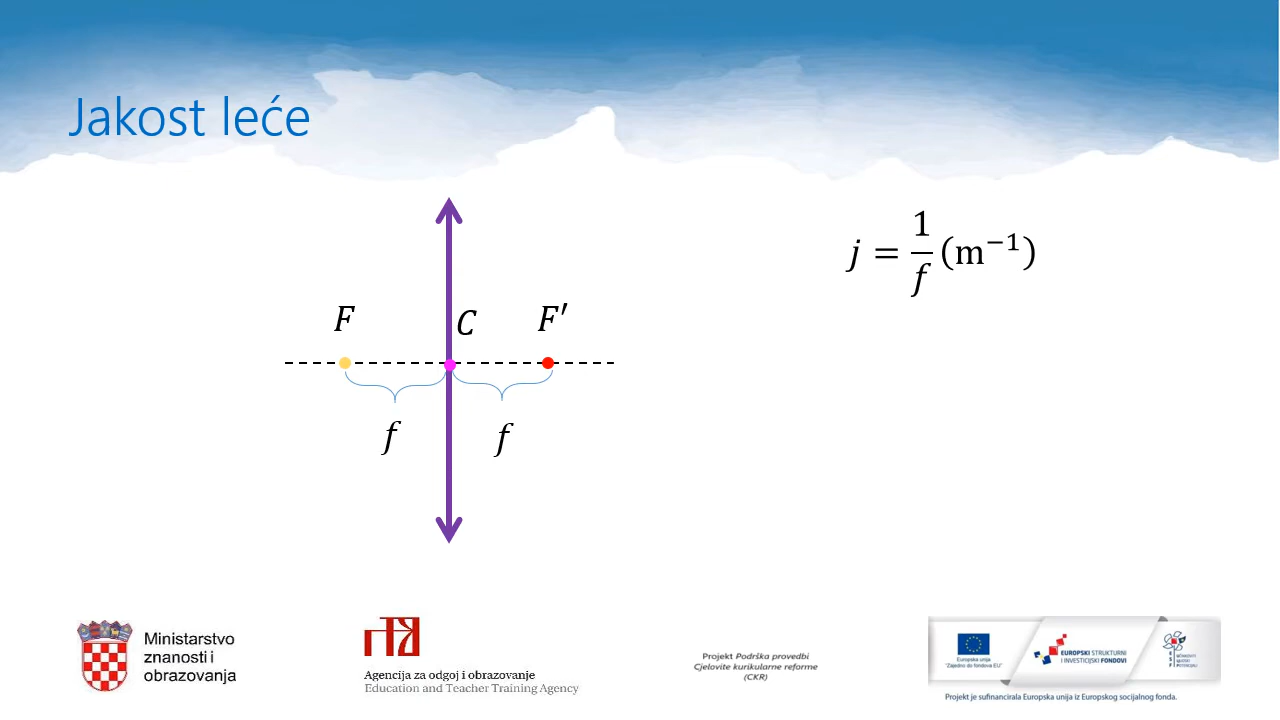 Jakost leće
j = 1/f (m⁻¹)
F
C
F′
f
f
Ministarstvo
znanosti i
obrazovanja
Agencija za odgoj i obrazovanje
Education and Teacher Training Agency
Projekt Podrška provedbi
Cjelovite kurikularne reforme
(CKR)
Europska unija
"Zajedno do fondova EU"
EUROPSKI STRUKTURNI
I INVESTICIJSKI FONDOVI
Projekt je sufinancirala Europska unija iz Europskog socijalnog fonda.